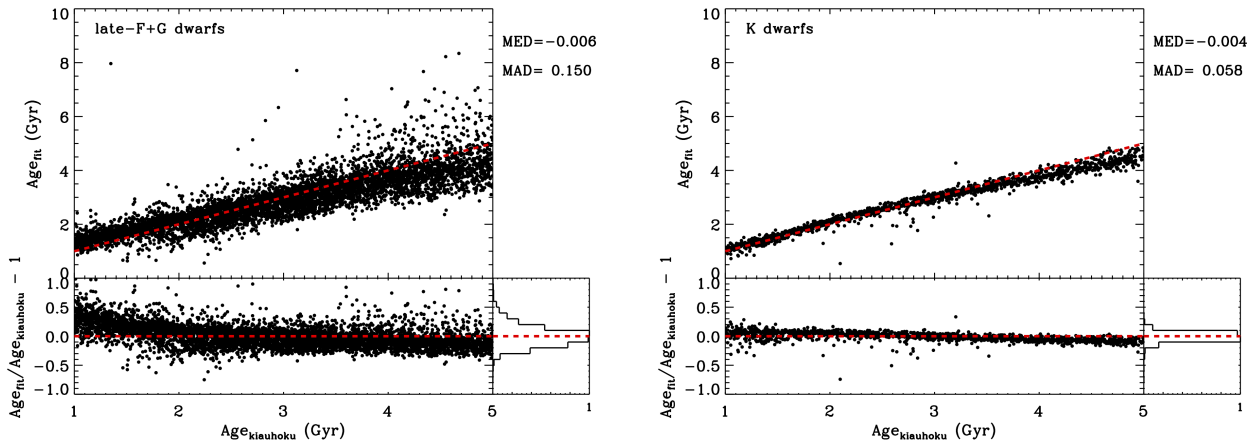 late-F+G dwarfs
MED=-0.006
MAD= 0.150
Age_fit (Gyr)
10
8
6
4
2
0
Age_fit/Age_kiauhoku - 1
1.0
0.5
0.0
-0.5
-1.0
1 2 3 4 5 1
Age_kiauhoku (Gyr)
K dwarfs
MED=-0.004
MAD= 0.058
Age_fit (Gyr)
10
8
6
4
2
0
Age_fit/Age_kiauhoku - 1
1.0
0.5
0.0
-0.5
-1.0
1 2 3 4 5 1
Age_kiauhoku (Gyr)